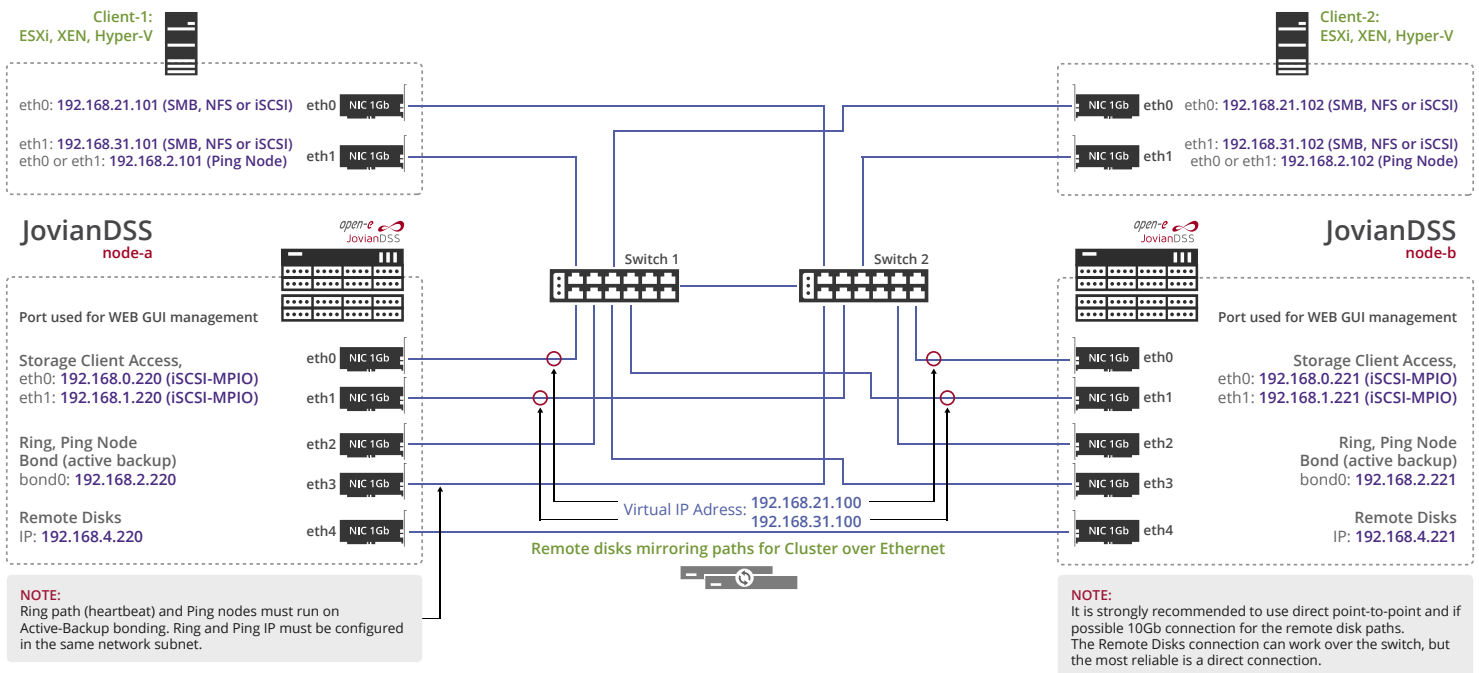 Client-1:
ESXi, XEN, Hyper-V
eth0: 192.168.21.101 (SMB, NFS or iSCSI)
eth0
NIC 1Gb
eth1: 192.168.31.101 (SMB, NFS or iSCSI)
eth0 or eth1: 192.168.2.101 (Ping Node)
eth1
NIC 1Gb
Client-2:
ESXi, XEN, Hyper-V
NIC 1Gb
eth0
eth0: 192.168.21.102 (SMB, NFS or iSCSI)
NIC 1Gb
eth1
eth1: 192.168.31.102 (SMB, NFS or iSCSI)
eth0 or eth1: 192.168.2.102 (Ping Node)
JovianDSS
node-a
open-e
JovianDSS
Port used for WEB GUI management
Storage Client Access,
eth0: 192.168.0.220 (iSCSI-MPIO)
eth1: 192.168.1.220 (iSCSI-MPIO)
eth0
NIC 1Gb
eth1
NIC 1Gb
Ring, Ping Node
Bond (active backup)
bond0: 192.168.2.220
eth2
NIC 1Gb
eth3
NIC 1Gb
Remote Disks
IP: 192.168.4.220
eth4
NIC 1Gb
Switch 1
Switch 2
Virtual IP Adress: 192.168.21.100
192.168.31.100
Remote disks mirroring paths for Cluster over Ethernet
open-e
JovianDSS
JovianDSS
node-b
Port used for WEB GUI management
NIC 1Gb
eth0
NIC 1Gb
eth1
Storage Client Access,
eth0: 192.168.0.221 (iSCSI-MPIO)
eth1: 192.168.1.221 (iSCSI-MPIO)
NIC 1Gb
eth2
NIC 1Gb
eth3
Ring, Ping Node
Bond (active backup)
bond0: 192.168.2.221
NIC 1Gb
eth4
Remote Disks
IP: 192.168.4.221
NOTE:
Ring path (heartbeat) and Ping nodes must run on
Active-Backup bonding. Ring and Ping IP must be configured
in the same network subnet.
NOTE:
It is strongly recommended to use direct point-to-point and if
possible 10Gb connection for the remote disk paths.
The Remote Disks connection can work over the switch, but
the most reliable is a direct connection.